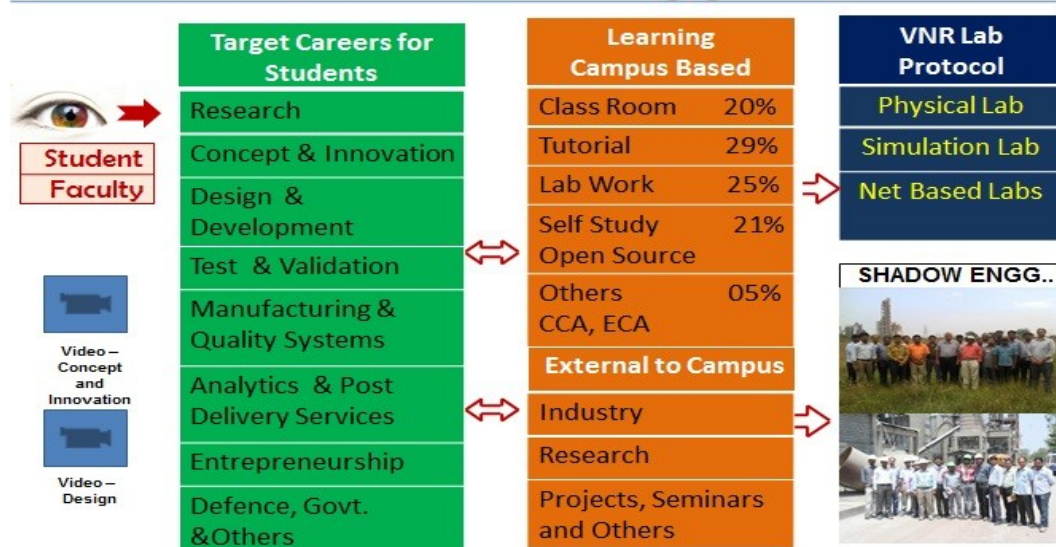 Student
Faculty
Video –
Concept
and
Innovation
Video –
Design
Target Careers for
Students
Research
Concept & Innovation
Design &
Development
Test & Validation
Manufacturing &
Quality Systems
Analytics & Post
Delivery Services
Entrepreneurship
Defence, Govt.
&Others
Learning
Campus Based
Class Room 20%
Tutorial 29%
Lab Work 25%
Self Study 21%
Open Source
Others 05%
CCA, ECA
External to Campus
Industry
Research
Projects, Seminars
and Others
VNR Lab
Protocol
Physical Lab
Simulation Lab
Net Based Labs
SHADOW ENGG..